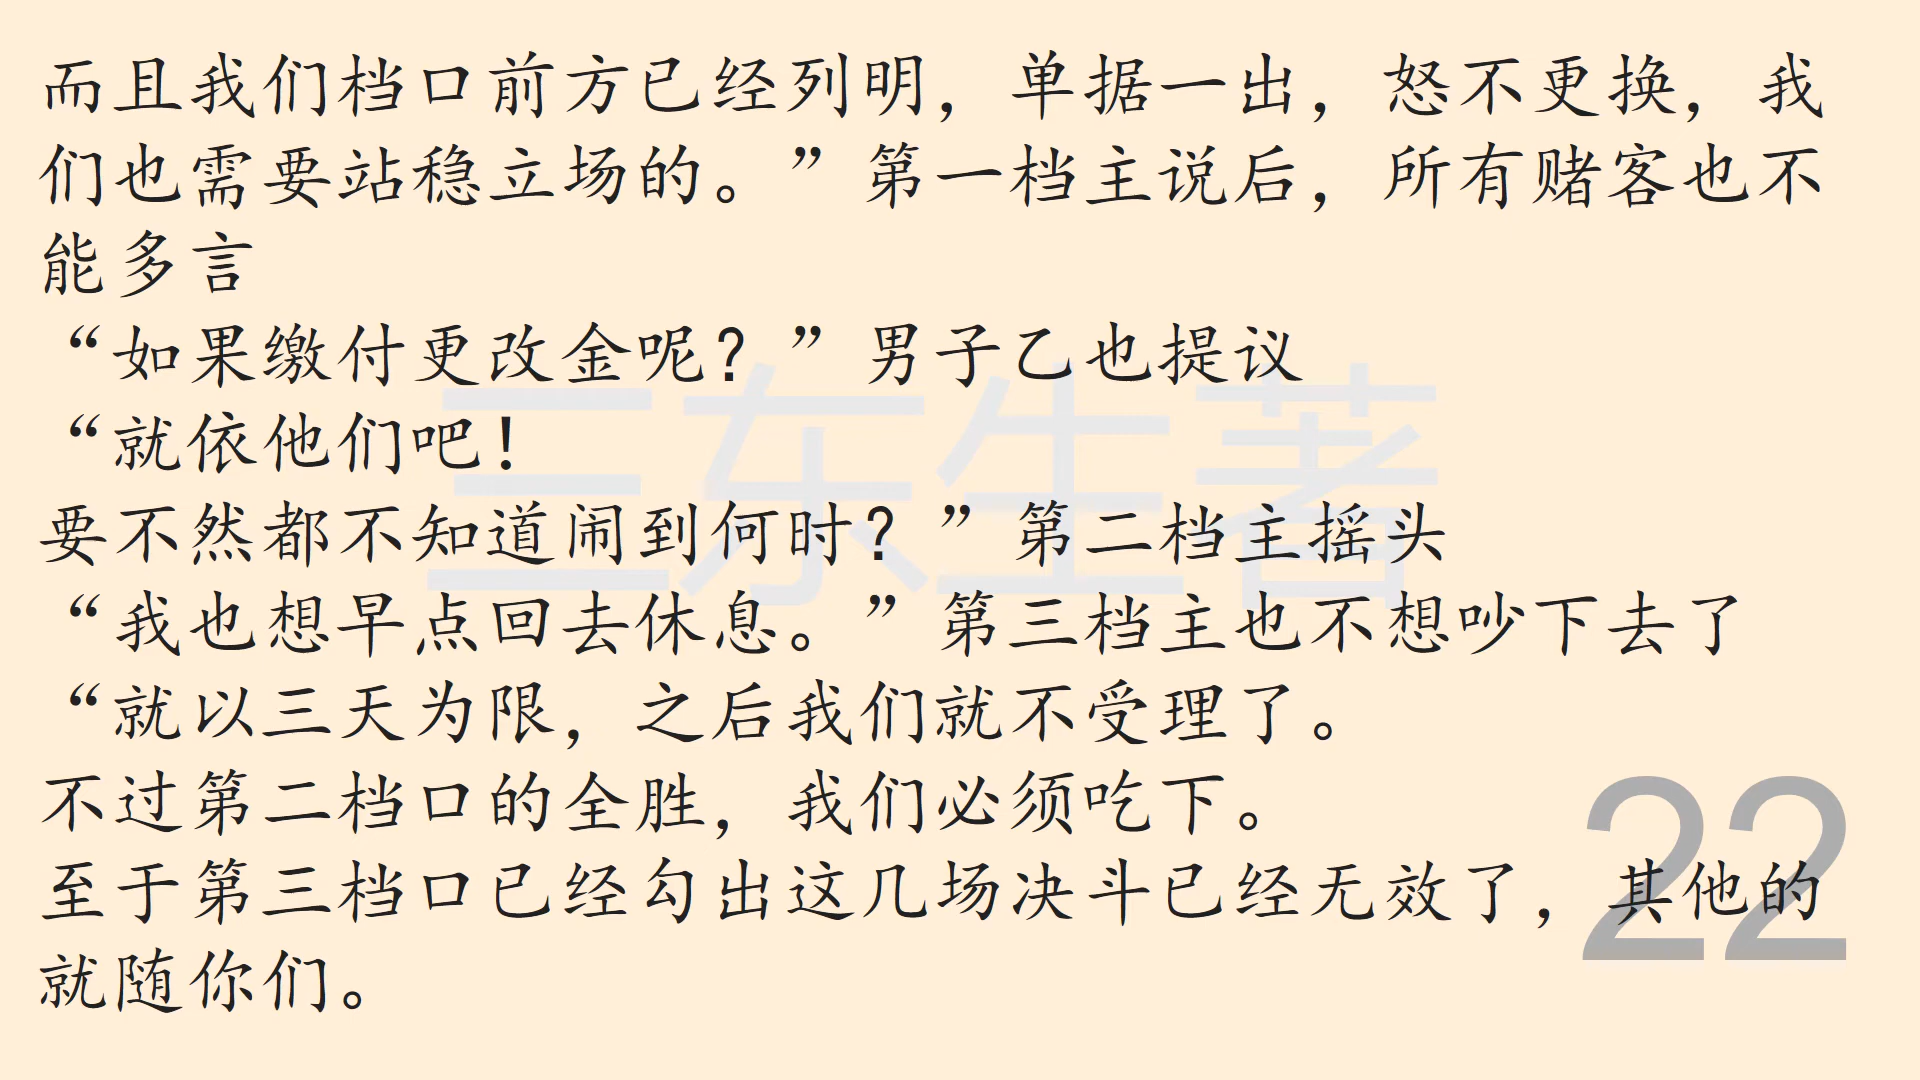 而且我们档口前方已经列明，单据一出，怒不更换，我
们也需要站稳立场的。”第一档主说后，所有赌客也不
能多言
“如果缴付更改金呢？”男子乙也提议
“就依他们吧！
要不然都不知道闹到何时？”第二档主摇头
“我也想早点回去休息。”第三档主也不想吵下去了
“就以三天为限，之后我们就不受理了。
不过第二档口的全胜，我们必须吃下。
至于第三档口已经勾出这几场决斗已经无效了，其他的
就随你们。
三东生著
22